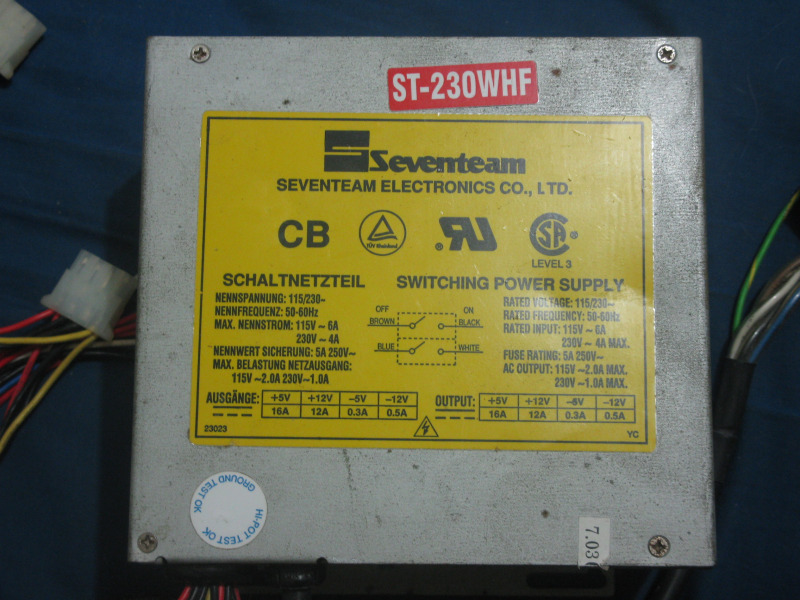 ST-230WHF
Seventeam
SEVENTEAM ELECTRONICS CO., LTD.
CB
TÜV Rheinland
RU
SA
LEVEL 3
SCHALTNETZTEIL
NENNSPANNUNG: 115/230~
NENNFREQUENZ: 50-60Hz
MAX. NENNSTROM: 115V ~ 6A
230V ~ 4A
NENNWERT SICHERUNG: 5A 250V~
MAX. BELASTUNG NETZAUSGANG:
115V ~2.0A 230V ~1.0A
OFF ON
BROWN BLACK
BLUE WHITE
SWITCHING POWER SUPPLY
RATED VOLTAGE: 115/230~
RATED FREQUENCY: 50-60Hz
RATED INPUT: 115V ~ 6A
230V ~ 4A MAX.
FUSE RATING: 5A 250V~
AC OUTPUT: 115V ~2.0A MAX.
230V ~1.0A MAX.
AUSGÄNGE: +5V +12V –5V –12V
16A 12A 0.3A 0.5A
OUTPUT: +5V +12V –5V –12V
16A 12A 0.3A 0.5A
23023
YC
GROUND TEST OK
HI-POT TEST OK
7.03